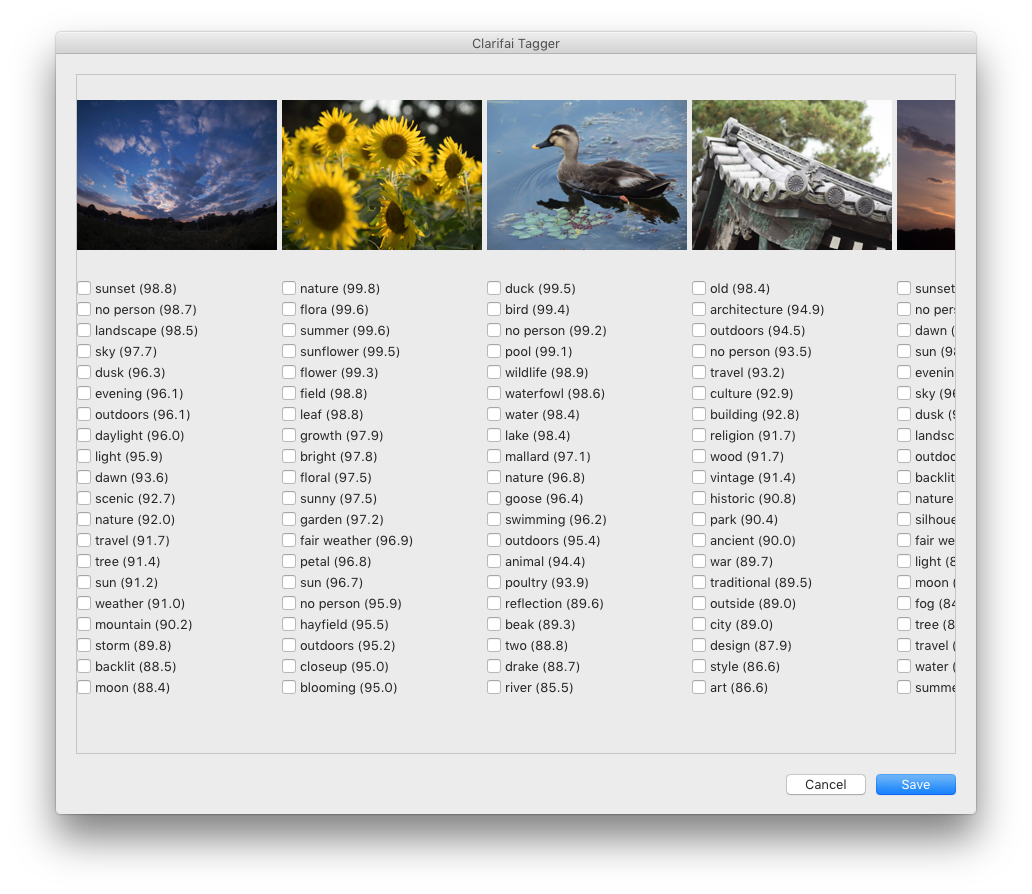 Clarifai Tagger
sunset (98.8)
no person (98.7)
landscape (98.5)
sky (97.7)
dusk (96.3)
evening (96.1)
outdoors (96.1)
daylight (96.0)
light (95.9)
dawn (93.6)
scenic (92.7)
nature (92.0)
travel (91.7)
tree (91.4)
sun (91.2)
weather (91.0)
mountain (90.2)
storm (89.8)
backlit (88.5)
moon (88.4)
nature (99.8)
flora (99.6)
summer (99.6)
sunflower (99.5)
flower (99.3)
field (98.8)
leaf (98.8)
growth (97.9)
bright (97.8)
floral (97.5)
sunny (97.5)
garden (97.2)
fair weather (96.9)
petal (96.8)
sun (96.7)
no person (95.9)
hayfield (95.5)
outdoors (95.2)
closeup (95.0)
blooming (95.0)
duck (99.5)
bird (99.4)
no person (99.2)
pool (99.1)
wildlife (98.9)
waterfowl (98.6)
water (98.4)
lake (98.4)
mallard (97.1)
nature (96.8)
goose (96.4)
swimming (96.2)
outdoors (95.4)
animal (94.4)
poultry (93.9)
reflection (89.6)
beak (89.3)
two (88.8)
drake (88.7)
river (85.5)
old (98.4)
architecture (94.9)
outdoors (94.5)
no person (93.5)
travel (93.2)
culture (92.9)
building (92.8)
religion (91.7)
wood (91.7)
vintage (91.4)
historic (90.8)
park (90.4)
ancient (90.0)
war (89.7)
traditional (89.5)
outside (89.0)
city (89.0)
design (87.9)
style (86.6)
art (86.6)
sunset
no per
dawn (
sun (98
evenin
sky (96
dusk (9
landsc
outdoo
backlit
nature
silhoue
fair we
light (8
moon (
fog (84
tree (8
travel (
water (
summe
Cancel
Save